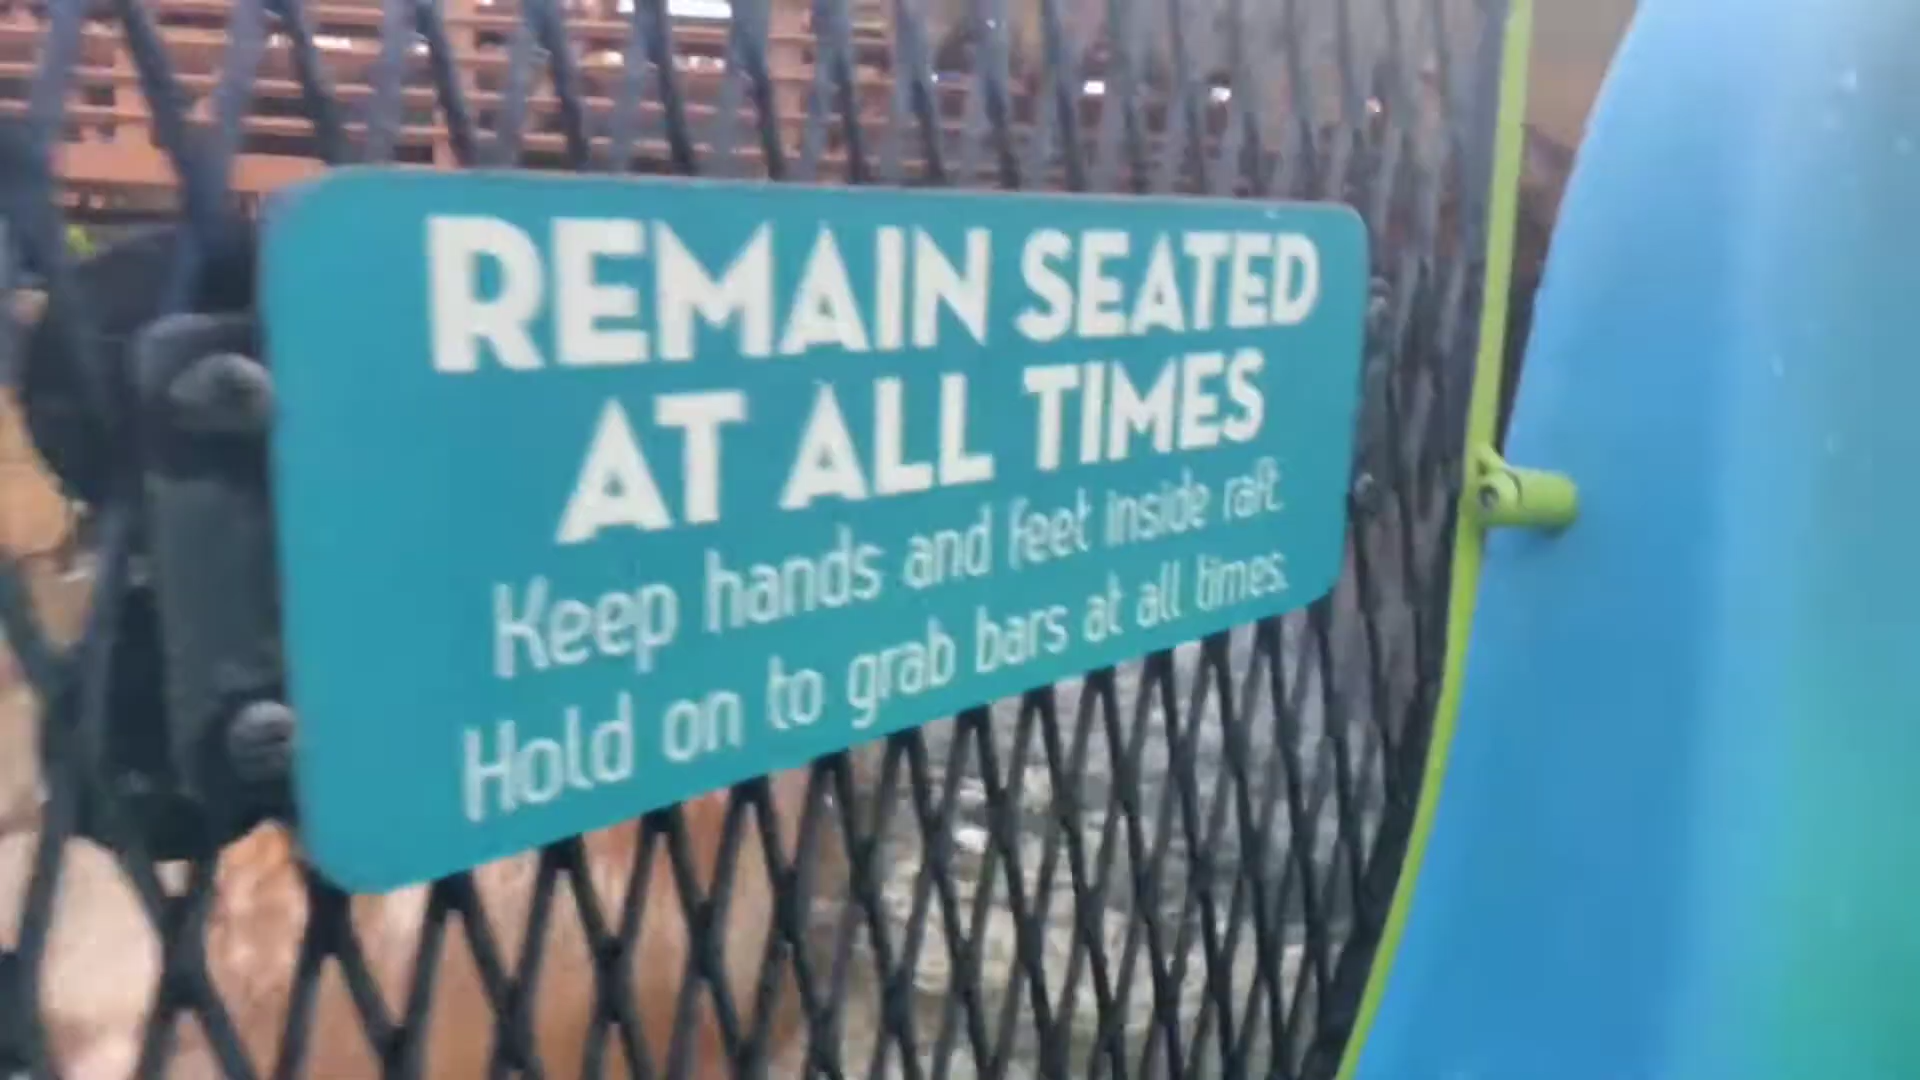 REMAIN SEATED
AT ALL TIMES
Keep hands and feet inside raft.
Hold on to grab bars at all times.